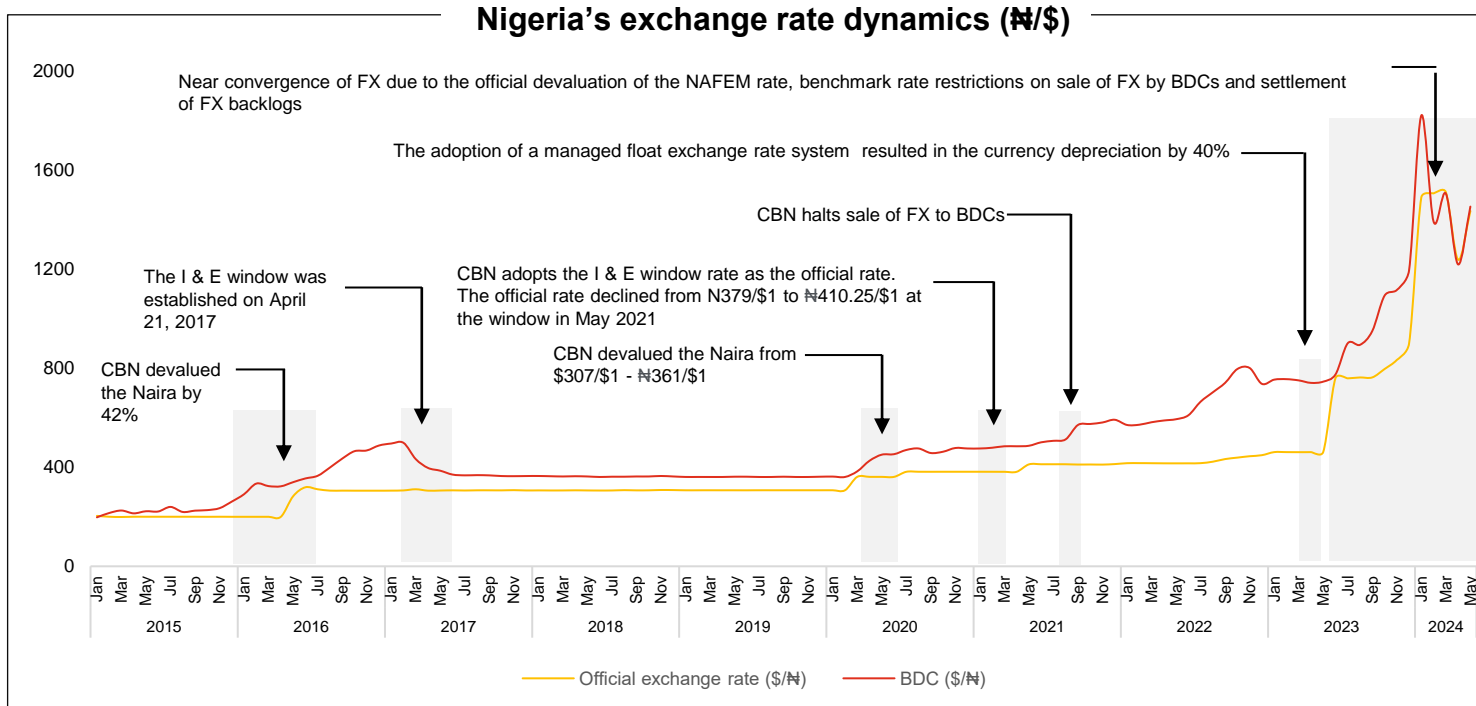 Nigeria's exchange rate dynamics (₦/$)
2000
1600
1200
800
400
0
Near convergence of FX due to the official devaluation of the NAFEM rate, benchmark rate restrictions on sale of FX by BDCs and settlement
of FX backlogs
The adoption of a managed float exchange rate system resulted in the currency depreciation by 40%
CBN halts sale of FX to BDCs
The I & E window was
established on April
21, 2017
CBN adopts the I & E window rate as the official rate.
The official rate declined from N379/$1 to ₦410.25/$1 at
the window in May 2021
CBN devalued
the Naira by
42%
CBN devalued the Naira from
$307/$1 - ₦361/$1
Jan Mar May Jul Sep Nov Jan Mar May Jul Sep Nov Jan Mar May Jul Sep Nov Jan Mar May Jul Sep Nov Jan Mar May Jul Sep Nov Jan Mar May Jul Sep Nov Jan Mar May Jul Sep Nov Jan Mar May Jul Sep Nov Jan Mar May Jul Sep Nov Jan Mar May
2015 2016 2017 2018 2019 2020 2021 2022 2023 2024
Official exchange rate ($/₦) BDC ($/₦)